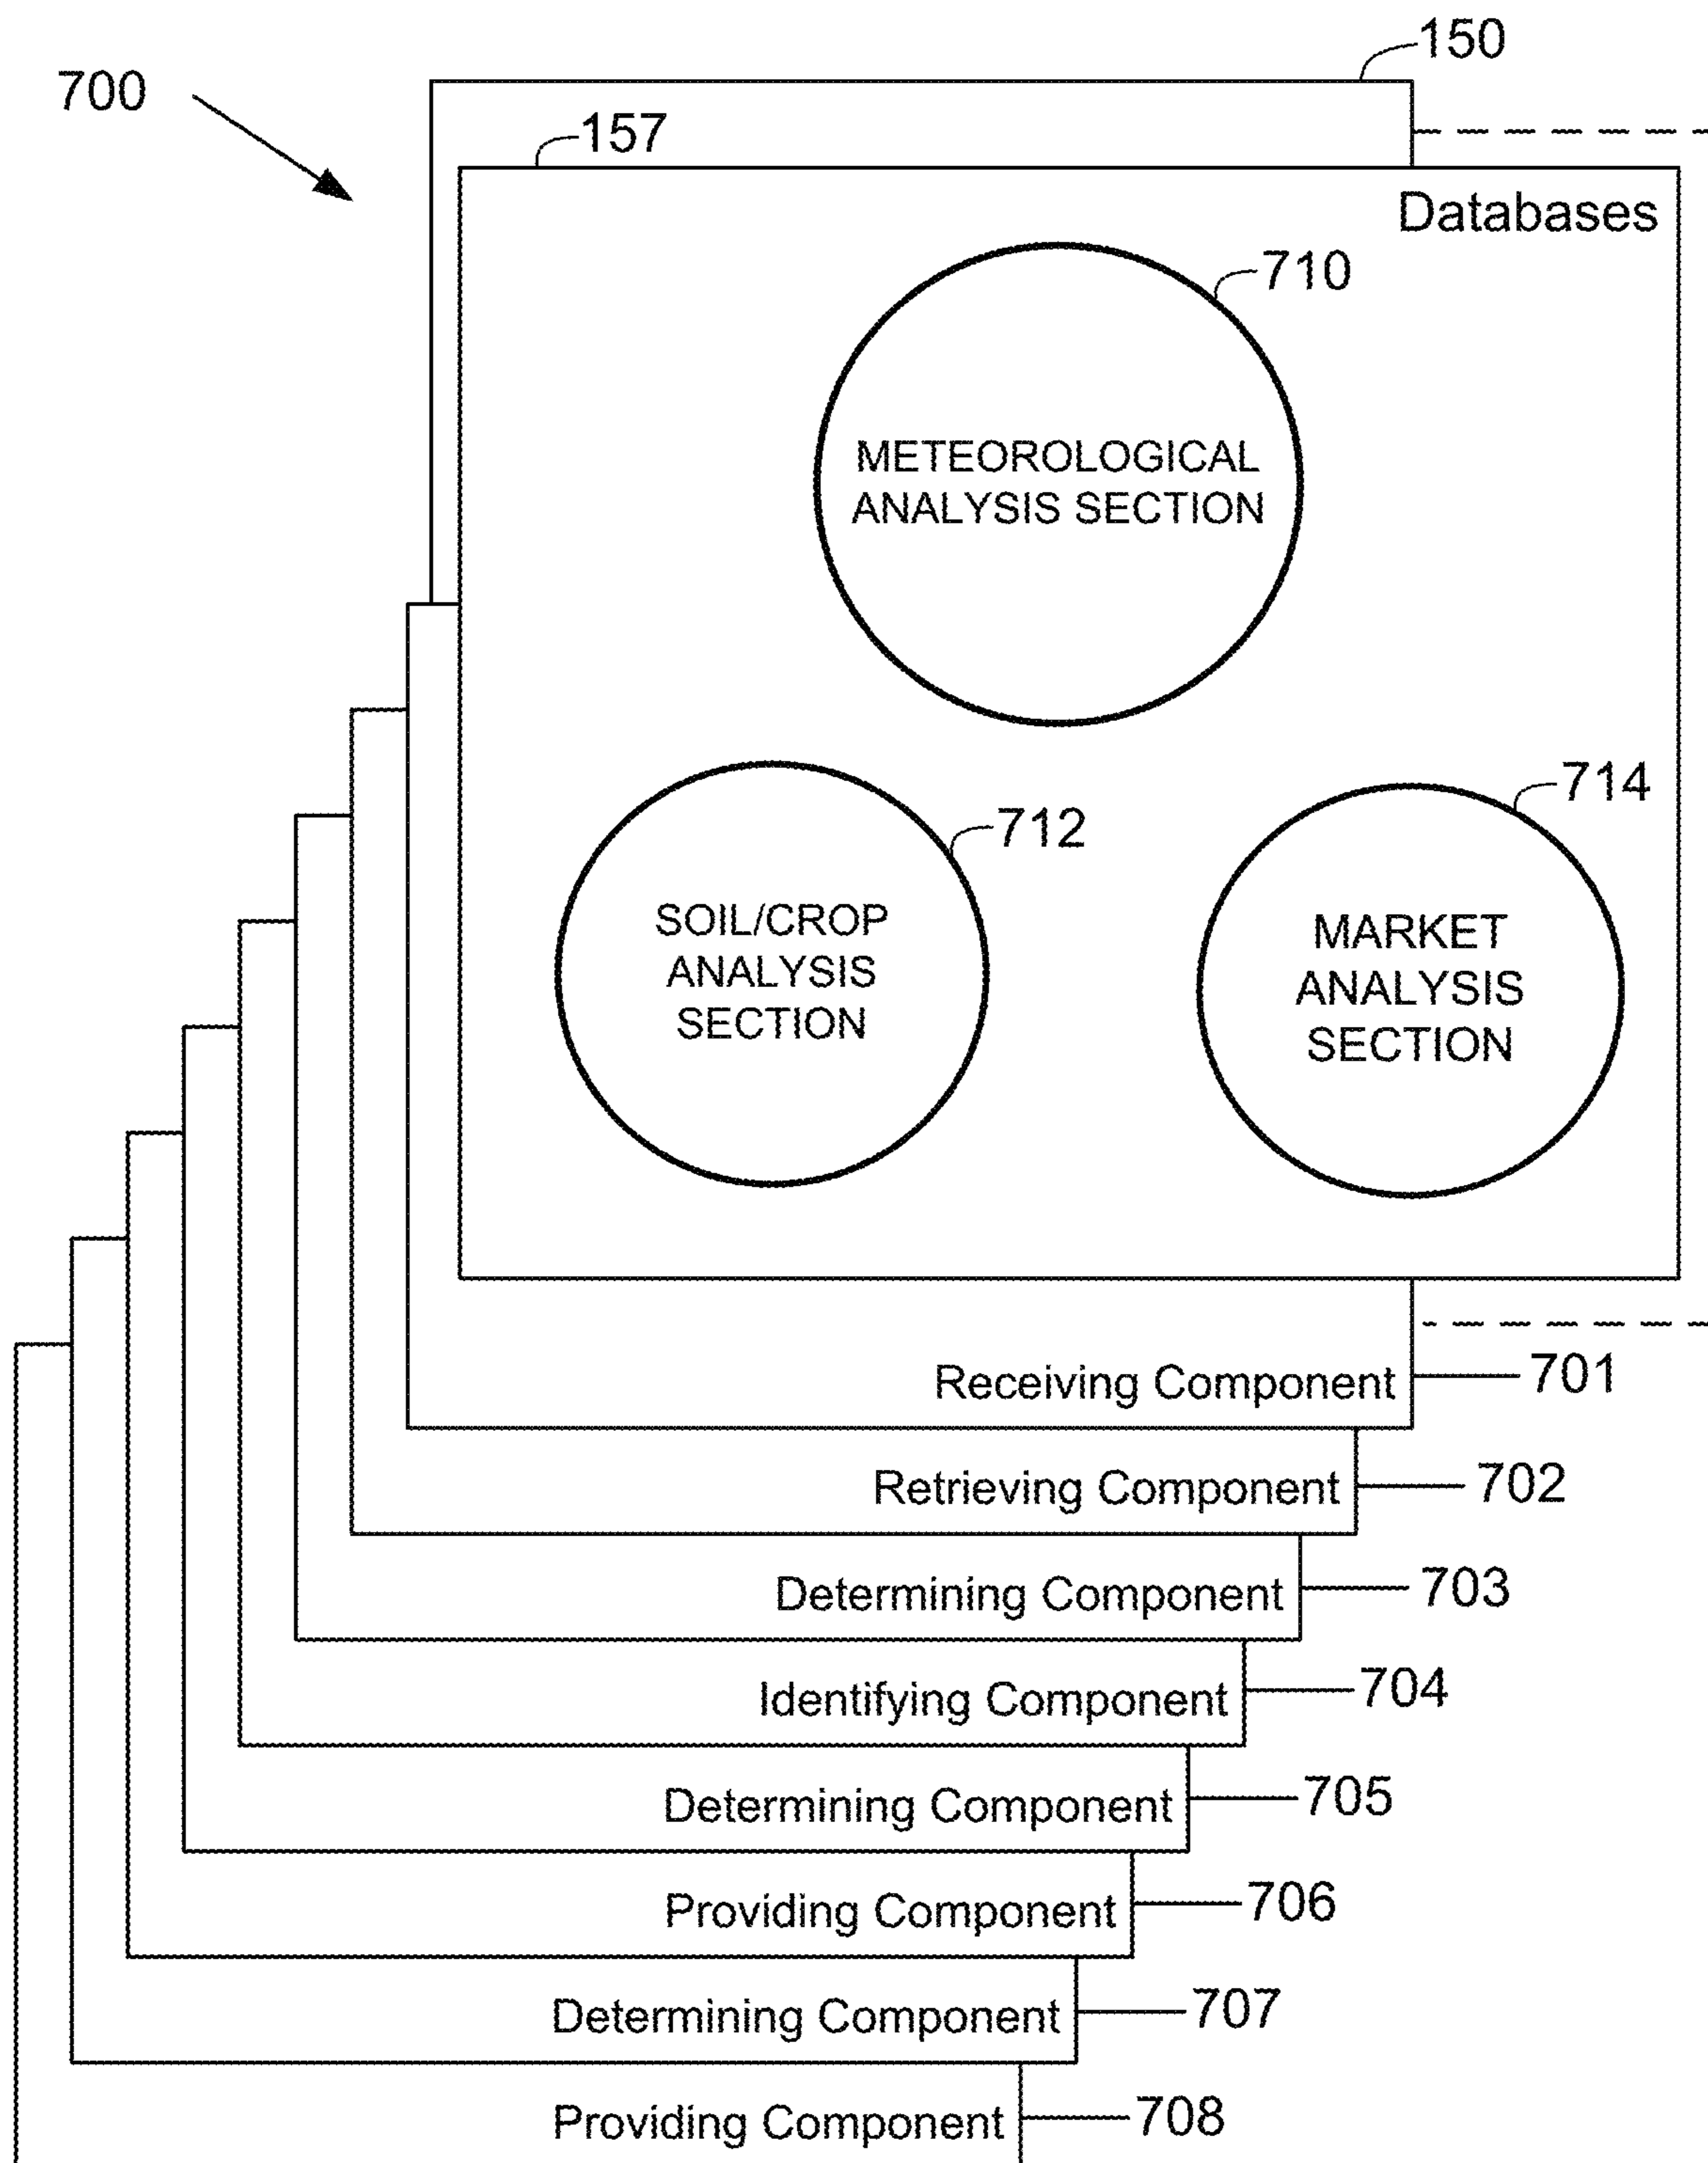 150
700
157
Databases
710
METEOROLOGICAL
ANALYSIS SECTION
714
712
SOIL/CROP
ANALYSIS
SECTION
MARKET
ANALYSIS
SECTION
Receiving Component 701
Retrieving Component 702
Determining Component 703
Identifying Component 704
Determining Component 705
Providing Component 706
Determining Component 707
Providing Component 708